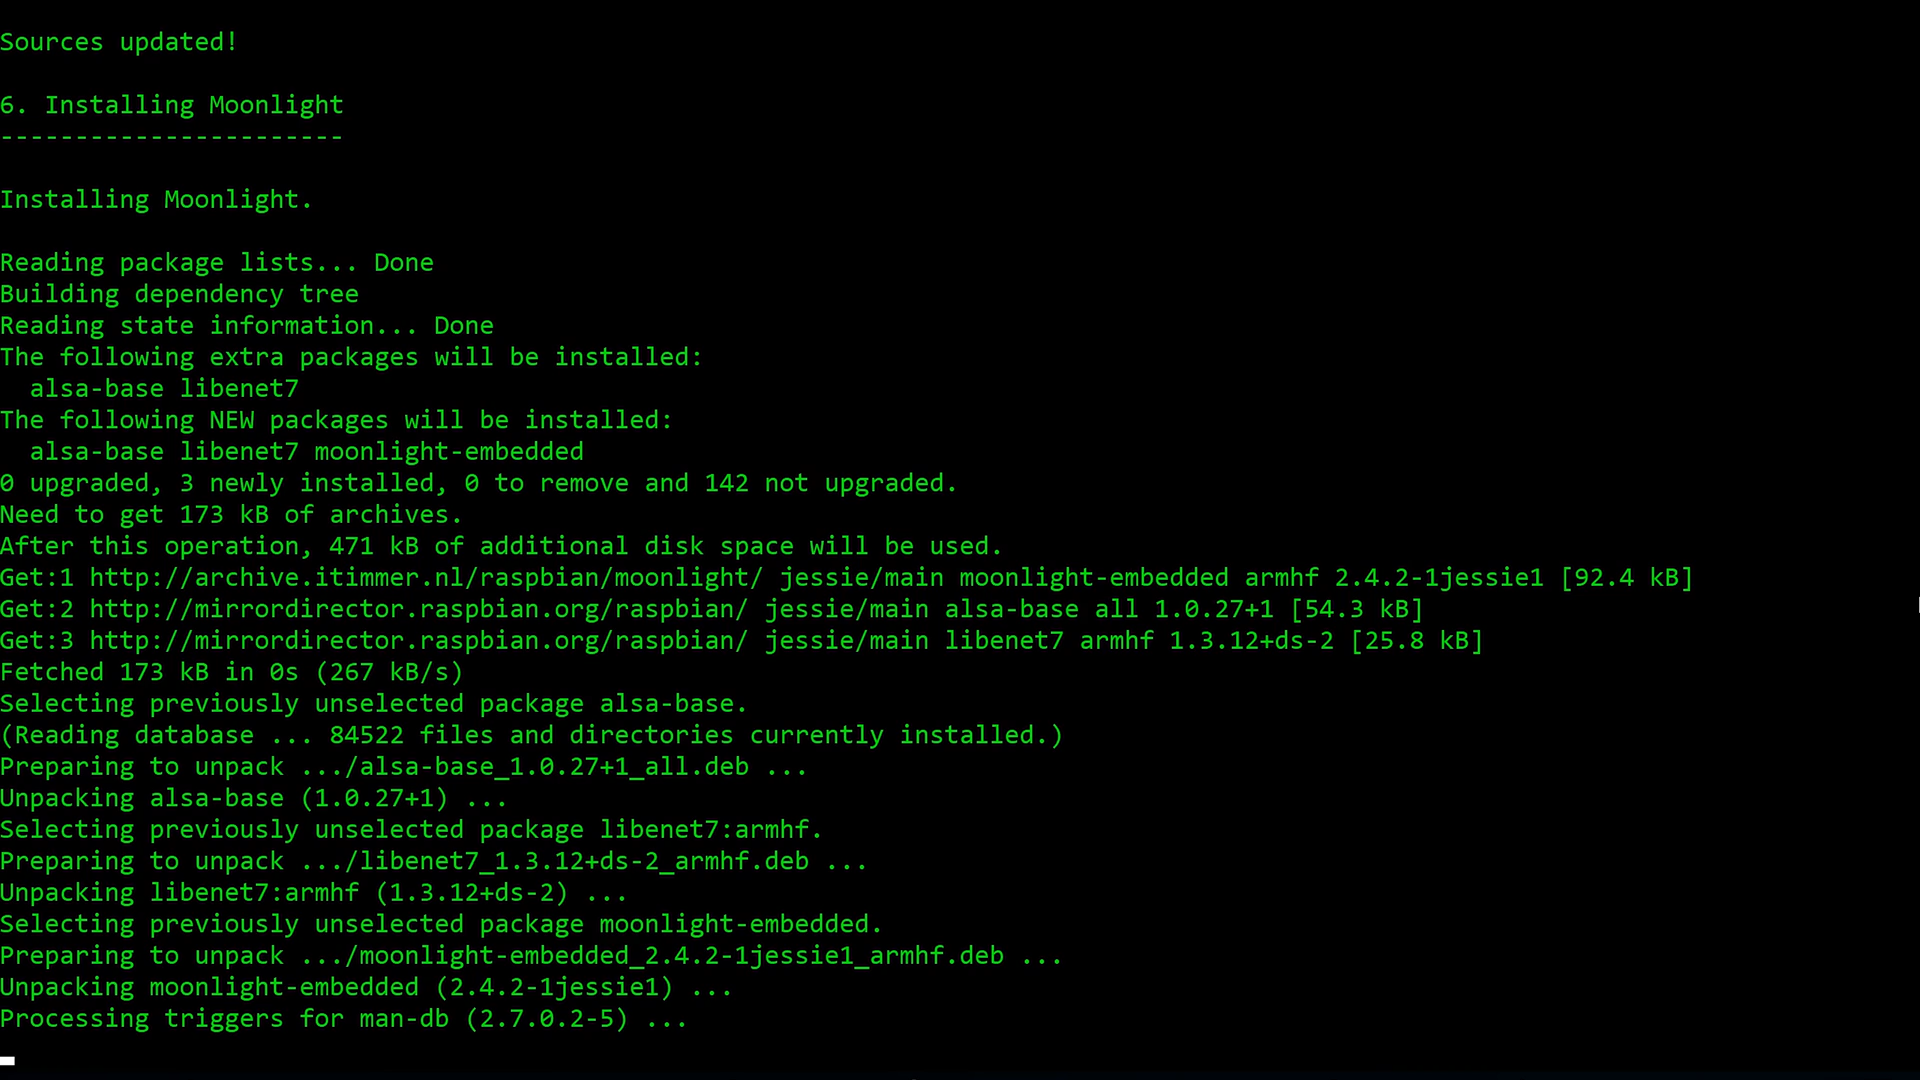 Sources updated!
6. Installing Moonlight
-----------------------
Installing Moonlight.
Reading package lists... Done
Building dependency tree
Reading state information... Done
The following extra packages will be installed:
  alsa-base libenet7
The following NEW packages will be installed:
  alsa-base libenet7 moonlight-embedded
0 upgraded, 3 newly installed, 0 to remove and 142 not upgraded.
Need to get 173 kB of archives.
After this operation, 471 kB of additional disk space will be used.
Get:1 http://archive.itimmer.nl/raspbian/moonlight/ jessie/main moonlight-embedded armhf 2.4.2-1jessie1 [92.4 kB]
Get:2 http://mirrordirector.raspbian.org/raspbian/ jessie/main alsa-base all 1.0.27+1 [54.3 kB]
Get:3 http://mirrordirector.raspbian.org/raspbian/ jessie/main libenet7 armhf 1.3.12+ds-2 [25.8 kB]
Fetched 173 kB in 0s (267 kB/s)
Selecting previously unselected package alsa-base.
(Reading database ... 84522 files and directories currently installed.)
Preparing to unpack .../alsa-base_1.0.27+1_all.deb ...
Unpacking alsa-base (1.0.27+1) ...
Selecting previously unselected package libenet7:armhf.
Preparing to unpack .../libenet7_1.3.12+ds-2_armhf.deb ...
Unpacking libenet7:armhf (1.3.12+ds-2) ...
Selecting previously unselected package moonlight-embedded.
Preparing to unpack .../moonlight-embedded_2.4.2-1jessie1_armhf.deb ...
Unpacking moonlight-embedded (2.4.2-1jessie1) ...
Processing triggers for man-db (2.7.0.2-5) ...